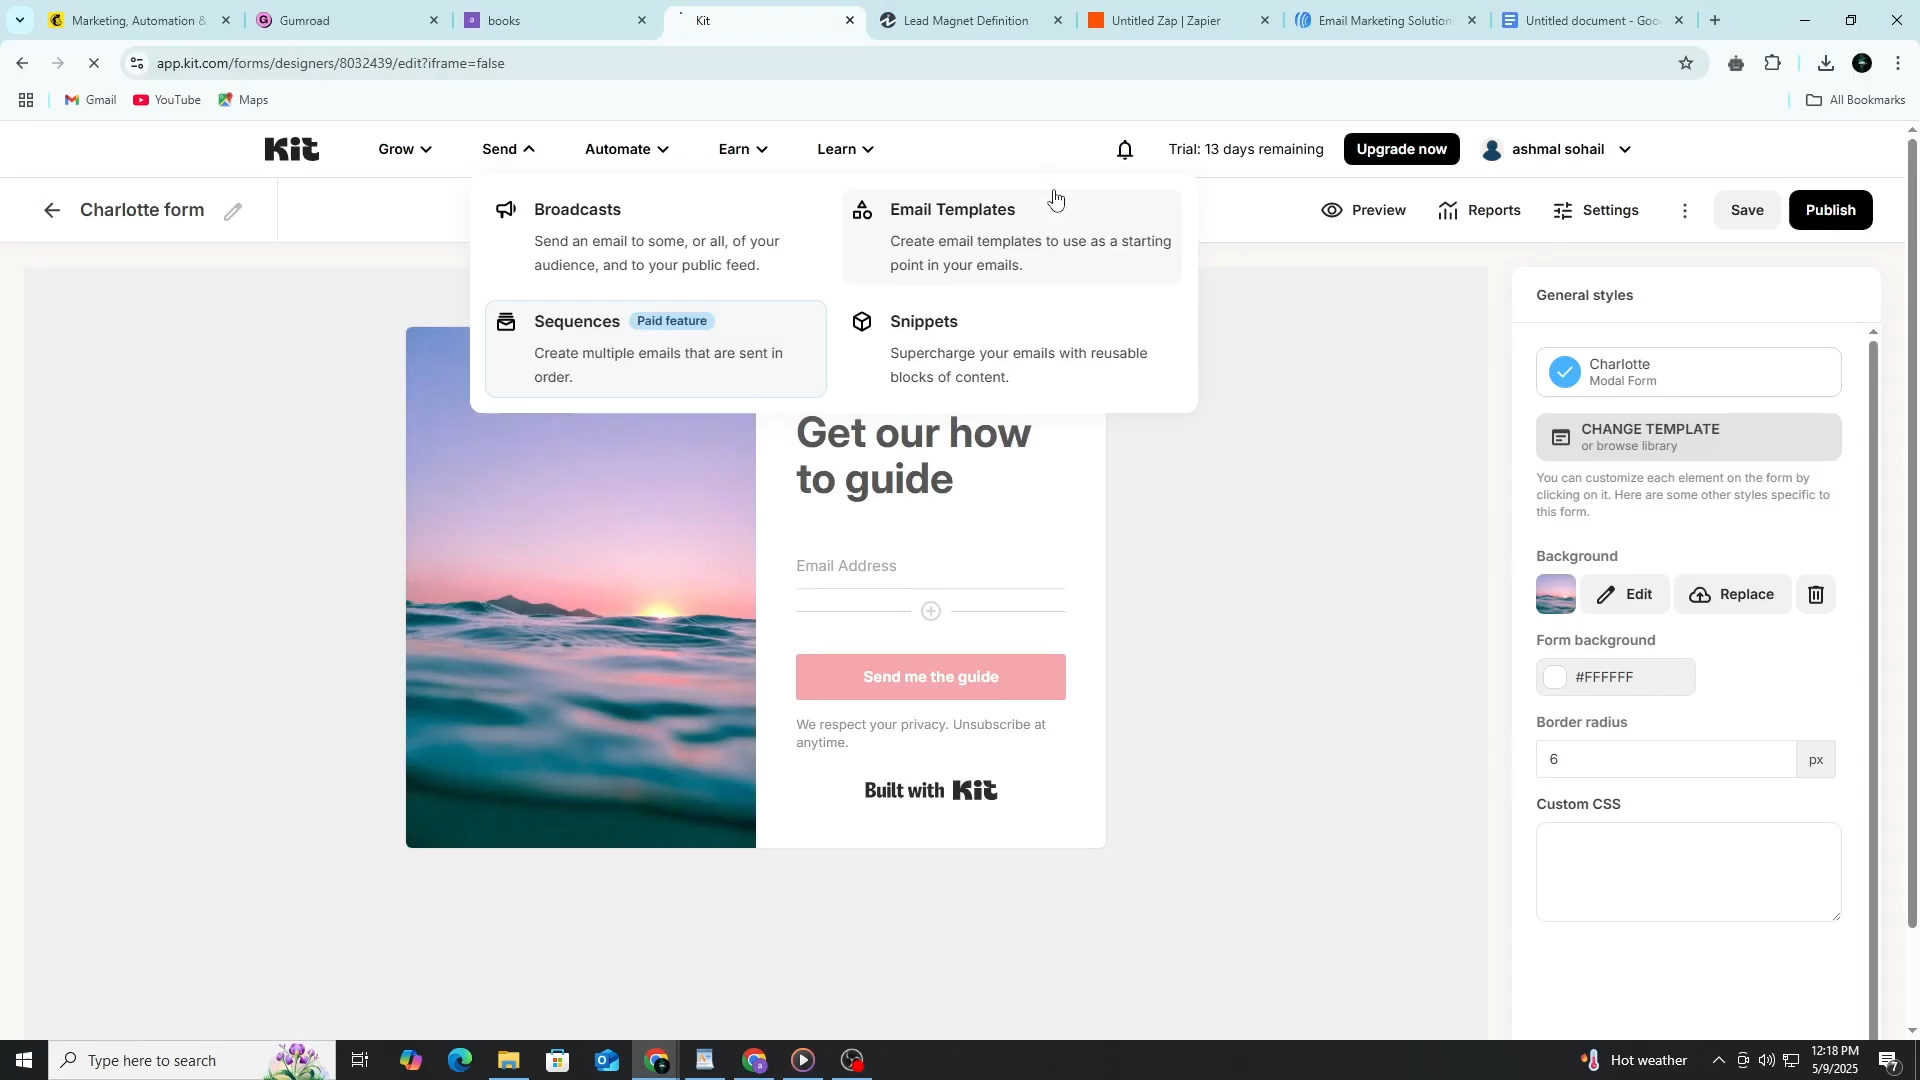 Marketing, Automation &
Gumroad
books
Kit
Lead Magnet Definition
Untitled Zap | Zapier
Email Marketing Solution
Untitled document - Goo
app.kit.com/forms/designers/8032439/edit?iframe=false
Gmail
YouTube
Maps
All Bookmarks
Kit
Grow
Send
Automate
Earn
Learn
Trial: 13 days remaining
Upgrade now
ashmal sohail
Charlotte form
Preview
Reports
Settings
Save
Publish
Broadcasts
Send an email to some, or all, of your
audience, and to your public feed.
Email Templates
Create email templates to use as a starting
point in your emails.
Sequences Paid feature
Create multiple emails that are sent in
order.
Snippets
Supercharge your emails with reusable
blocks of content.
Get our how
to guide
Email Address
Send me the guide
We respect your privacy. Unsubscribe at
anytime.
Built with Kit
General styles
Charlotte
Modal Form
CHANGE TEMPLATE
or browse library
You can customize each element on the form by
clicking on it. Here are some other styles specific to
this form.
Background
Edit
Replace
Form background
#FFFFFF
Border radius
6
px
Custom CSS
Type here to search
Hot weather
12:18 PM
5/9/2025
7